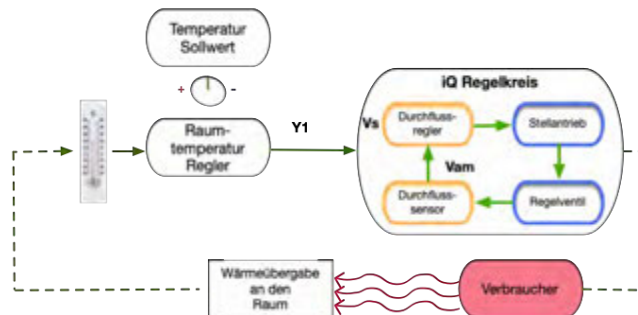 Temperatur
Sollwert
+ -
iQ Regelkreis
Raum-
temperatur
Regler
Y1
Vs
Durchfluss-
regler
Stellantrieb
Vam
Durchfluss-
sensor
Regelventil
Wärmeübergabe
an den
Raum
Verbraucher